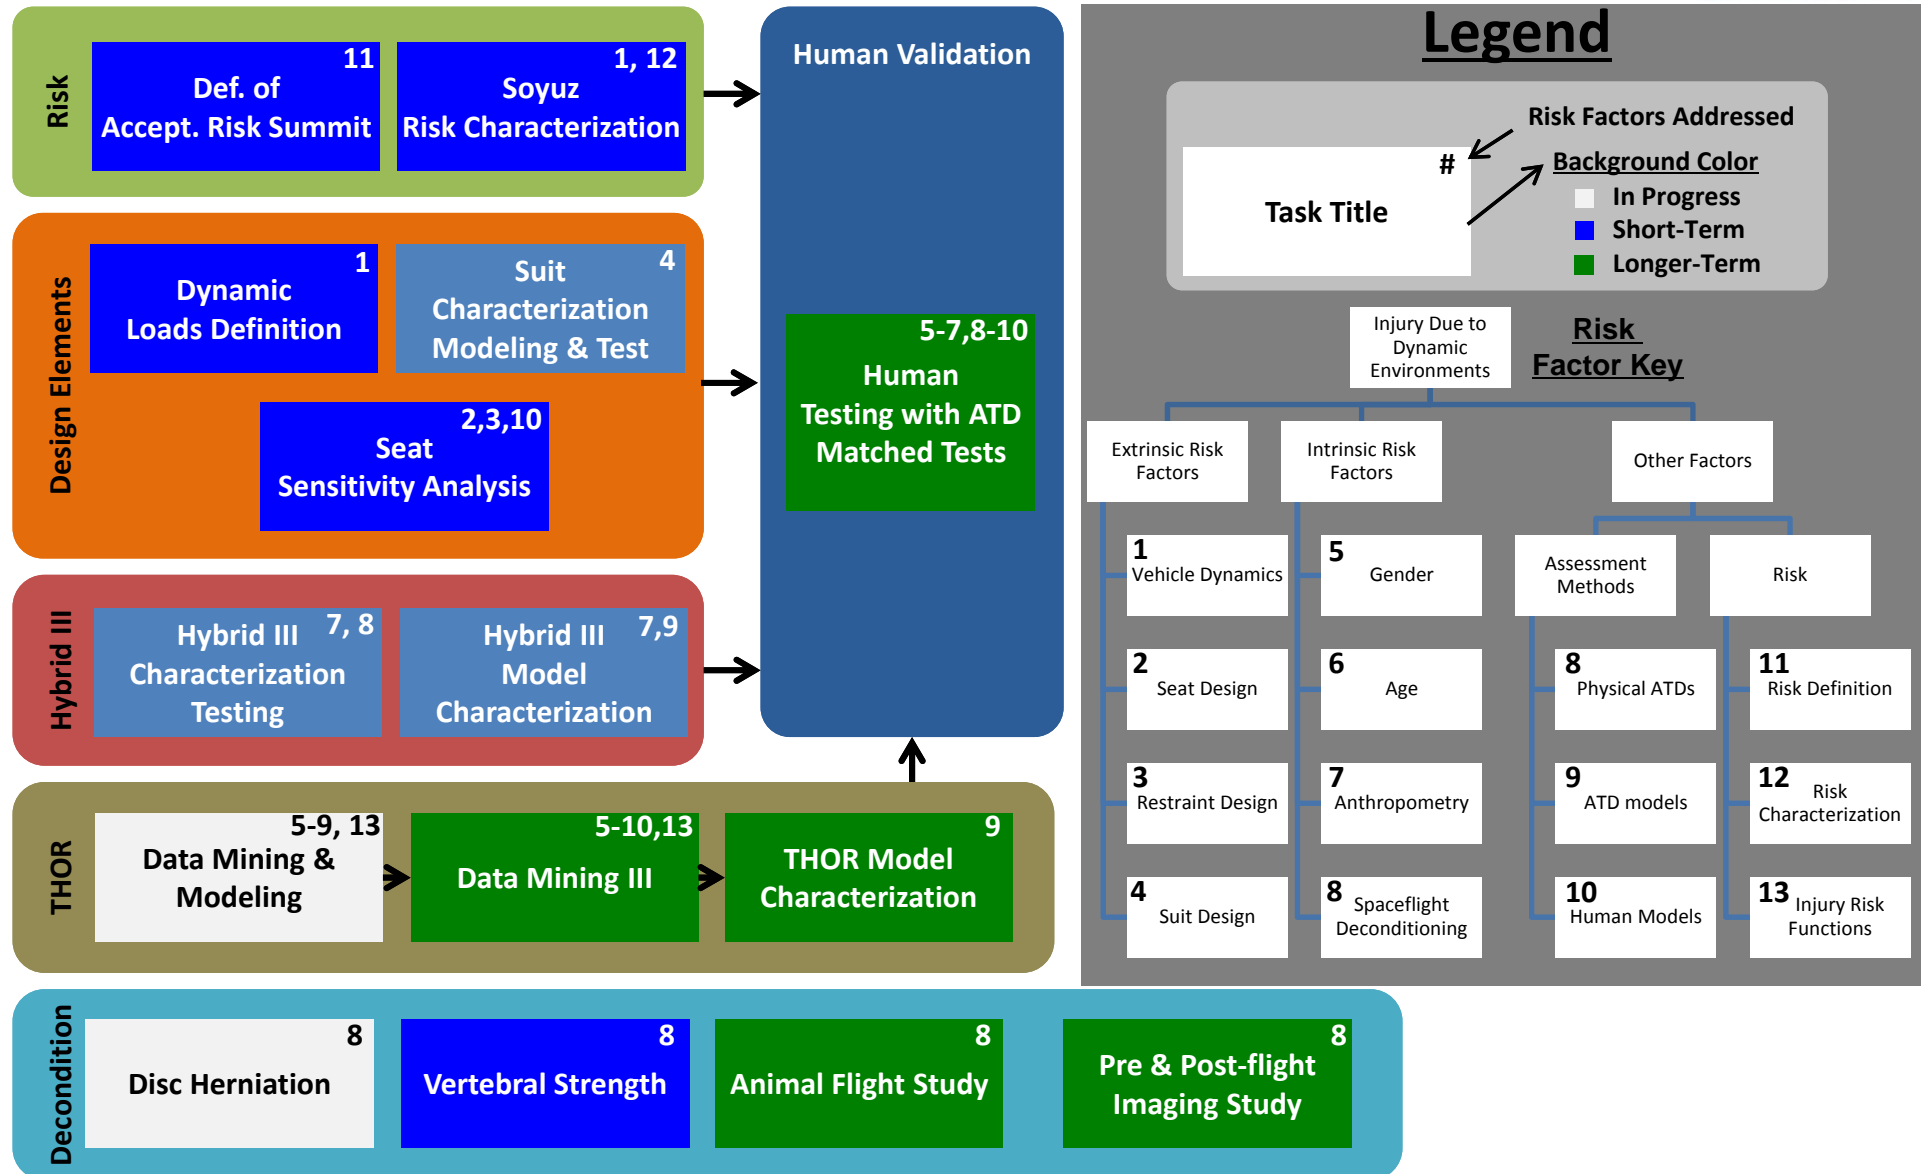 Risk
11
Def. of
Accept. Risk Summit
1, 12
Soyuz
Risk Characterization
Design Elements
1
Dynamic
Loads Definition
4
Suit
Characterization
Modeling & Test
2,3,10
Seat
Sensitivity Analysis
Hybrid III
7, 8
Hybrid III
Characterization
Testing
7,9
Hybrid III
Model
Characterization
Human Validation
5-7,8-10
Human
Testing with ATD
Matched Tests
THOR
5-9, 13
Data Mining &
Modeling
5-10,13
Data Mining III
9
THOR Model
Characterization
Decondition
8
Disc Herniation
8
Vertebral Strength
8
Animal Flight Study
8
Pre & Post-flight
Imaging Study
Legend
Risk Factors Addressed
#
Task Title
Background Color
In Progress
Short-Term
Longer-Term
Risk
Factor Key
Injury Due to
Dynamic
Environments
Extrinsic Risk
Factors
Intrinsic Risk
Factors
Other Factors
1
Vehicle Dynamics
2
Seat Design
3
Restraint Design
4
Suit Design
5
Gender
6
Age
7
Anthropometry
8
Spaceflight
Deconditioning
Assessment
Methods
8
Physical ATDs
9
ATD models
10
Human Models
Risk
11
Risk Definition
12
Risk
Characterization
13
Injury Risk
Functions